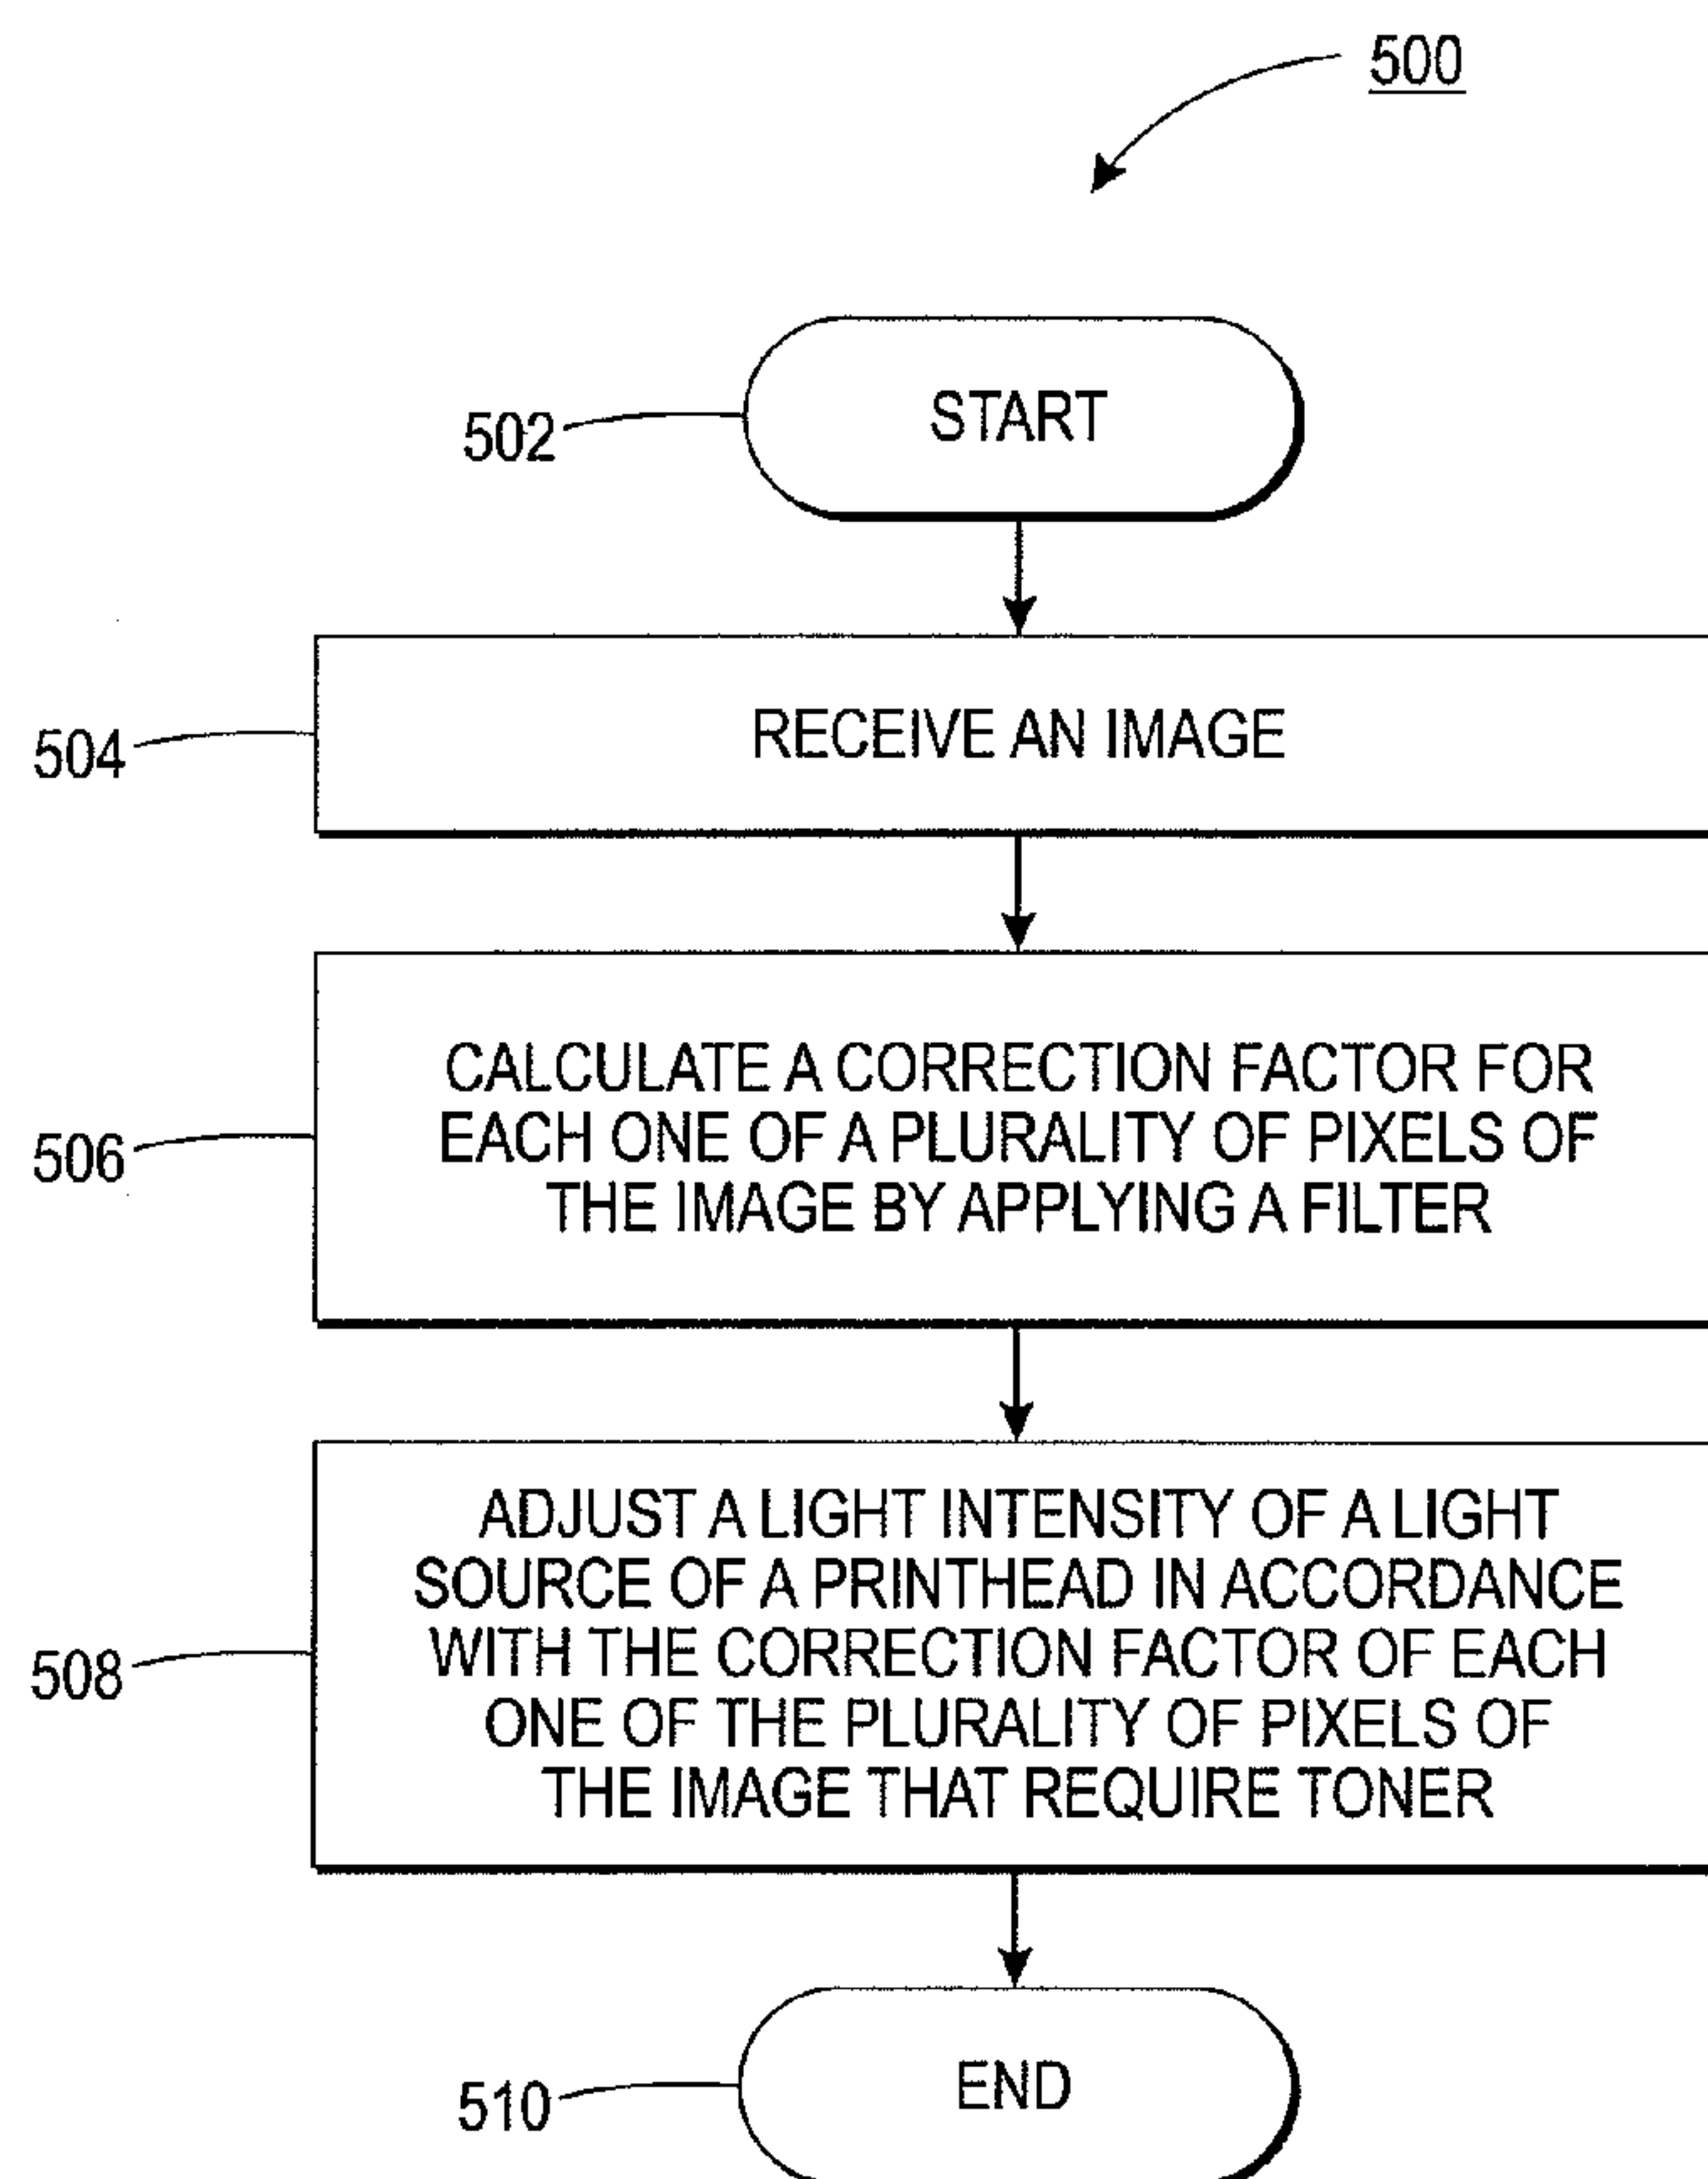 500
502
START
504
RECEIVE AN IMAGE
506
CALCULATE A CORRECTION FACTOR FOR
EACH ONE OF A PLURALITY OF PIXELS OF
THE IMAGE BY APPLYING A FILTER
508
ADJUST A LIGHT INTENSITY OF A LIGHT
SOURCE OF A PRINTHEAD IN ACCORDANCE
WITH THE CORRECTION FACTOR OF EACH
ONE OF THE PLURALITY OF PIXELS OF
THE IMAGE THAT REQUIRE TONER
510
END